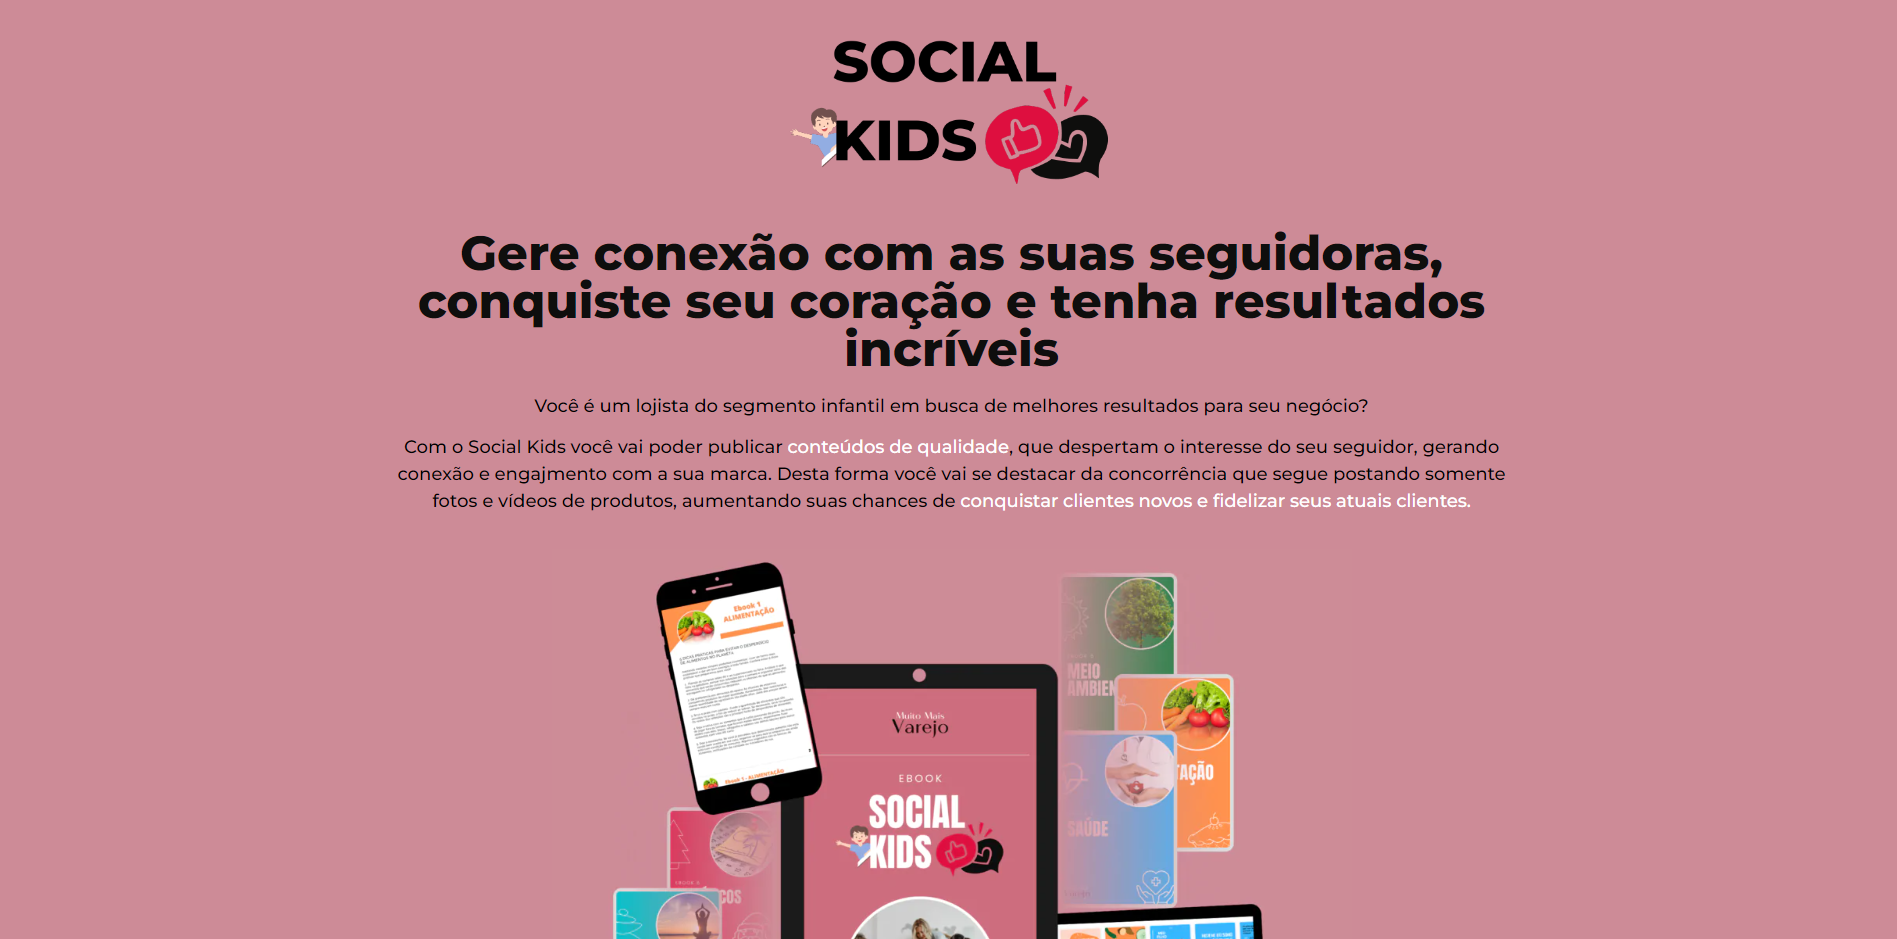 SOCIAL
KIDS
Gere conexão com as suas seguidoras,
conquiste seu coração e tenha resultados
incríveis
Você é um lojista do segmento infantil em busca de melhores resultados para seu negócio?
Com o Social Kids você vai poder publicar conteúdos de qualidade, que despertam o interesse do seu seguidor, gerando
conexão e engajmento com a sua marca. Desta forma você vai se destacar da concorrência que segue postando somente
fotos e vídeos de produtos, aumentando suas chances de conquistar clientes novos e fidelizar seus atuais clientes.
Ebook 1
ALIMENTAÇÃO
Ebook 1 - ALIMENTAÇÃO
Muito Mais
Varejo
EBOOK
SOCIAL
KIDS
MEIO
AMBIEN
TAÇÃO
SAÚDE
COS